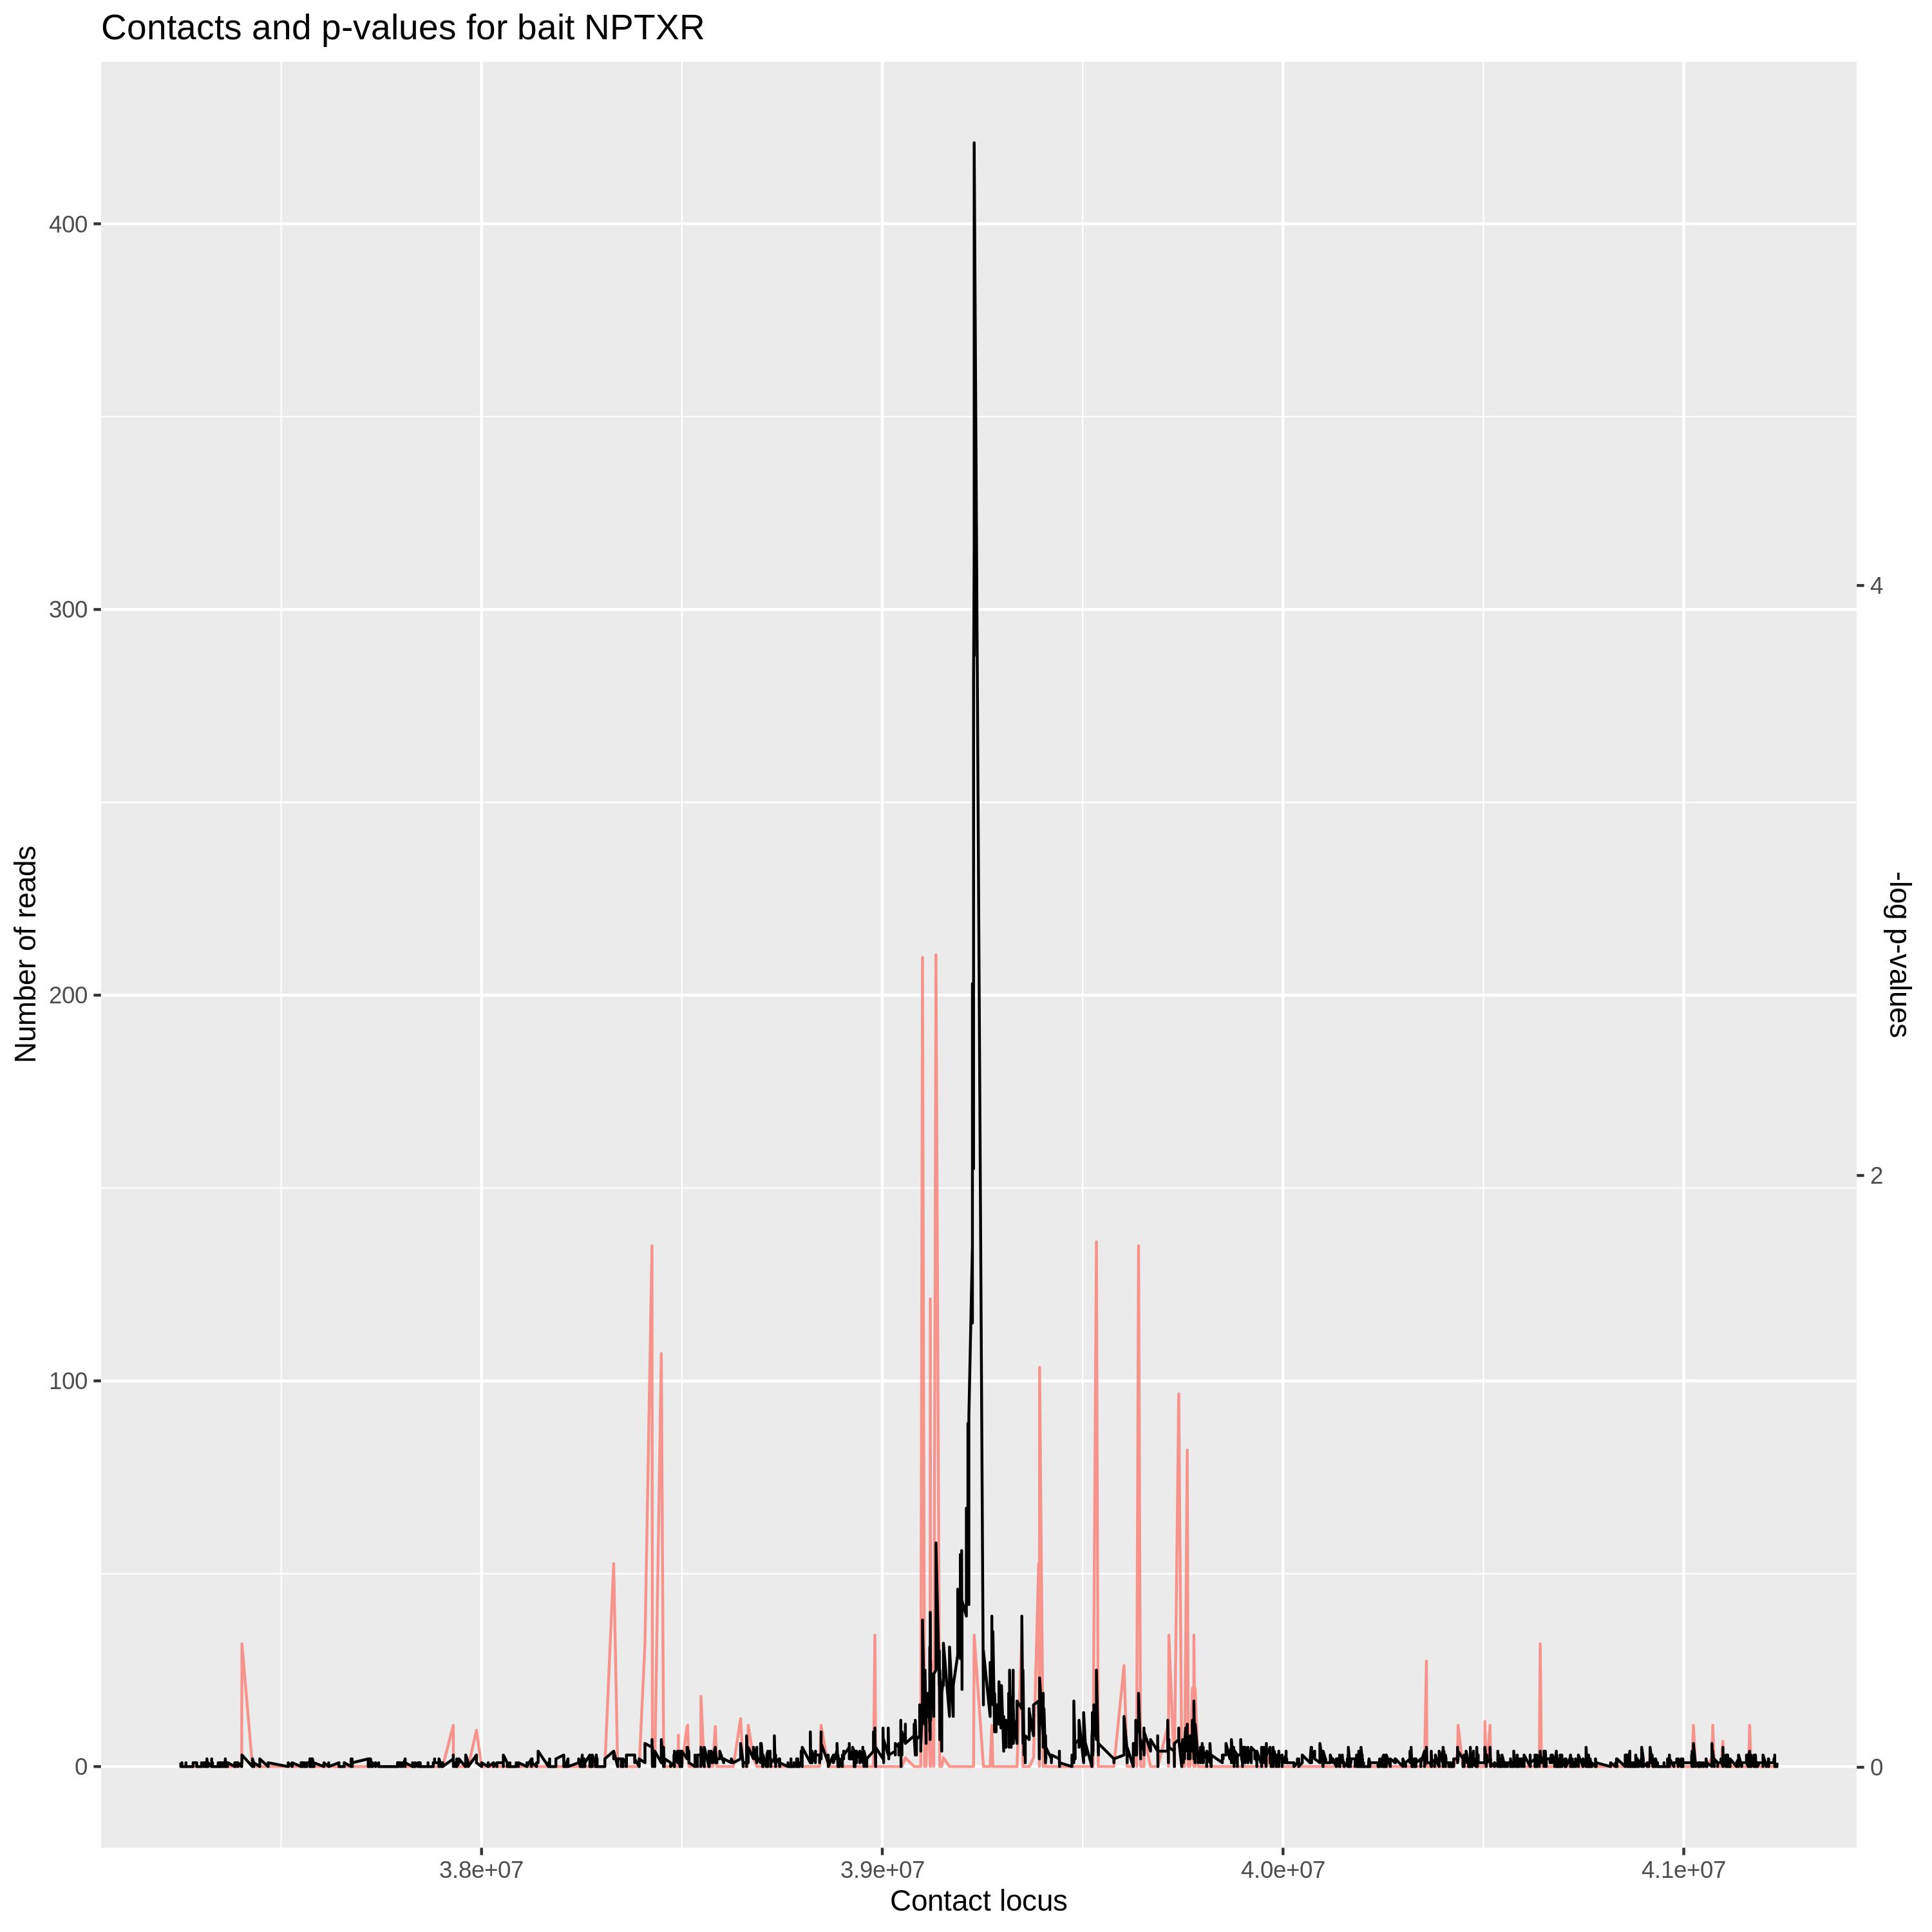 Contacts and p-values for bait NPTXR
400
300
200
100
0
Number of reads
4
2
0
-log p-values
3.8e+07
3.9e+07
4.0e+07
4.1e+07
Contact locus